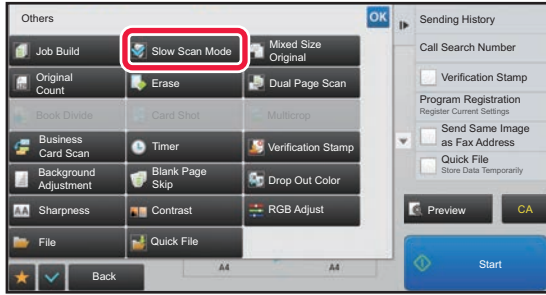 Others
OK
Job Build
Slow Scan Mode
Mixed Size
Original
Original
Count
Erase
Dual Page Scan
Book Divide
Card Shot
Multicrop
Business
Card Scan
Timer
Verification Stamp
Background
Adjustment
Blank Page
Skip
Drop Out Color
AA
Sharpness
Contrast
RGB Adjust
File
Quick File
Back
A4
A4
Sending History
Call Search Number
Verification Stamp
Program Registration
Register Current Settings
Send Same Image
as Fax Address
Quick File
Store Data Temporarily
Preview
CA
Start